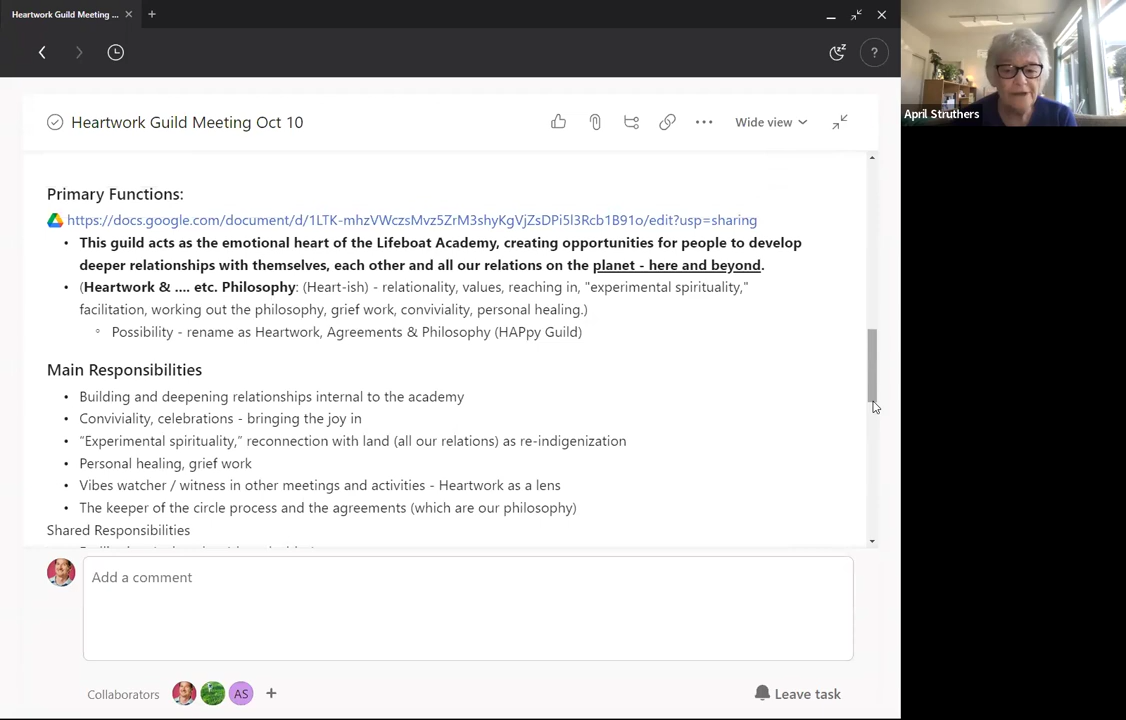 Heartwork Guild Meeting ...
?
Heartwork Guild Meeting Oct 10
Wide view
April Struthers
Primary Functions:
https://docs.google.com/document/d/1LTK-mhzVWczsMvz5ZrM3shyKgVjZsDPi5l3Rcb1B91o/edit?usp=sharing
• This guild acts as the emotional heart of the Lifeboat Academy, creating opportunities for people to develop
deeper relationships with themselves, each other and all our relations on the planet - here and beyond.
• (Heartwork & .... etc. Philosophy: (Heart-ish) - relationality, values, reaching in, "experimental spirituality,"
facilitation, working out the philosophy, grief work, conviviality, personal healing.)
◦ Possibility - rename as Heartwork, Agreements & Philosophy (HAPpy Guild)
Main Responsibilities
• Building and deepening relationships internal to the academy
• Conviviality, celebrations - bringing the joy in
• “Experimental spirituality,” reconnection with land (all our relations) as re-indigenization
• Personal healing, grief work
• Vibes watcher / witness in other meetings and activities - Heartwork as a lens
• The keeper of the circle process and the agreements (which are our philosophy)
Shared Responsibilities
Add a comment
Collaborators
AS
Leave task